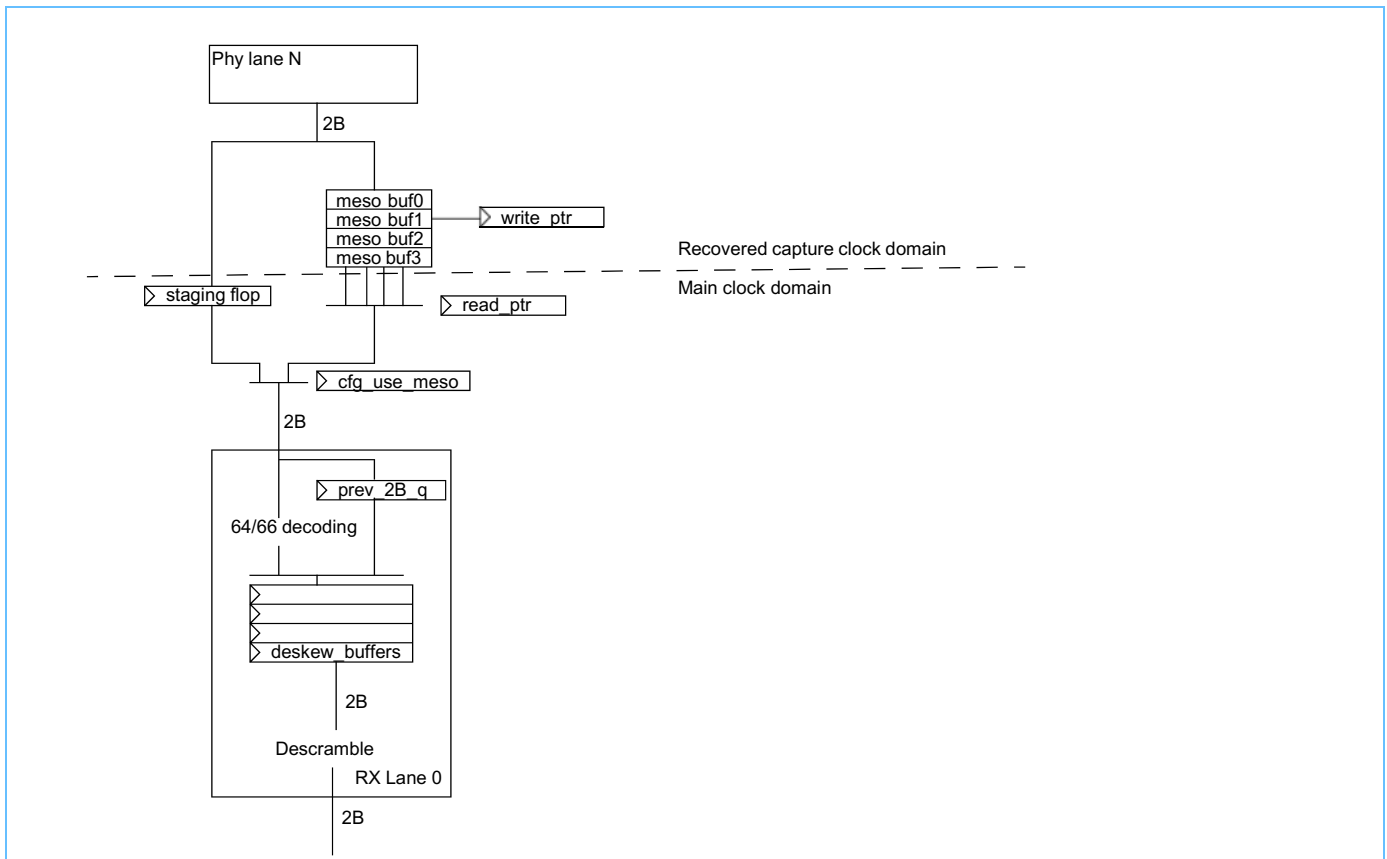 Phy lane N
2B
meso buf0
meso buf1
write_ptr
meso buf2
meso buf3
Recovered capture clock domain
Main clock domain
staging flop
read_ptr
cfg_use_meso
2B
prev_2B_q
64/66 decoding
deskew_buffers
2B
Descramble
RX Lane 0
2B